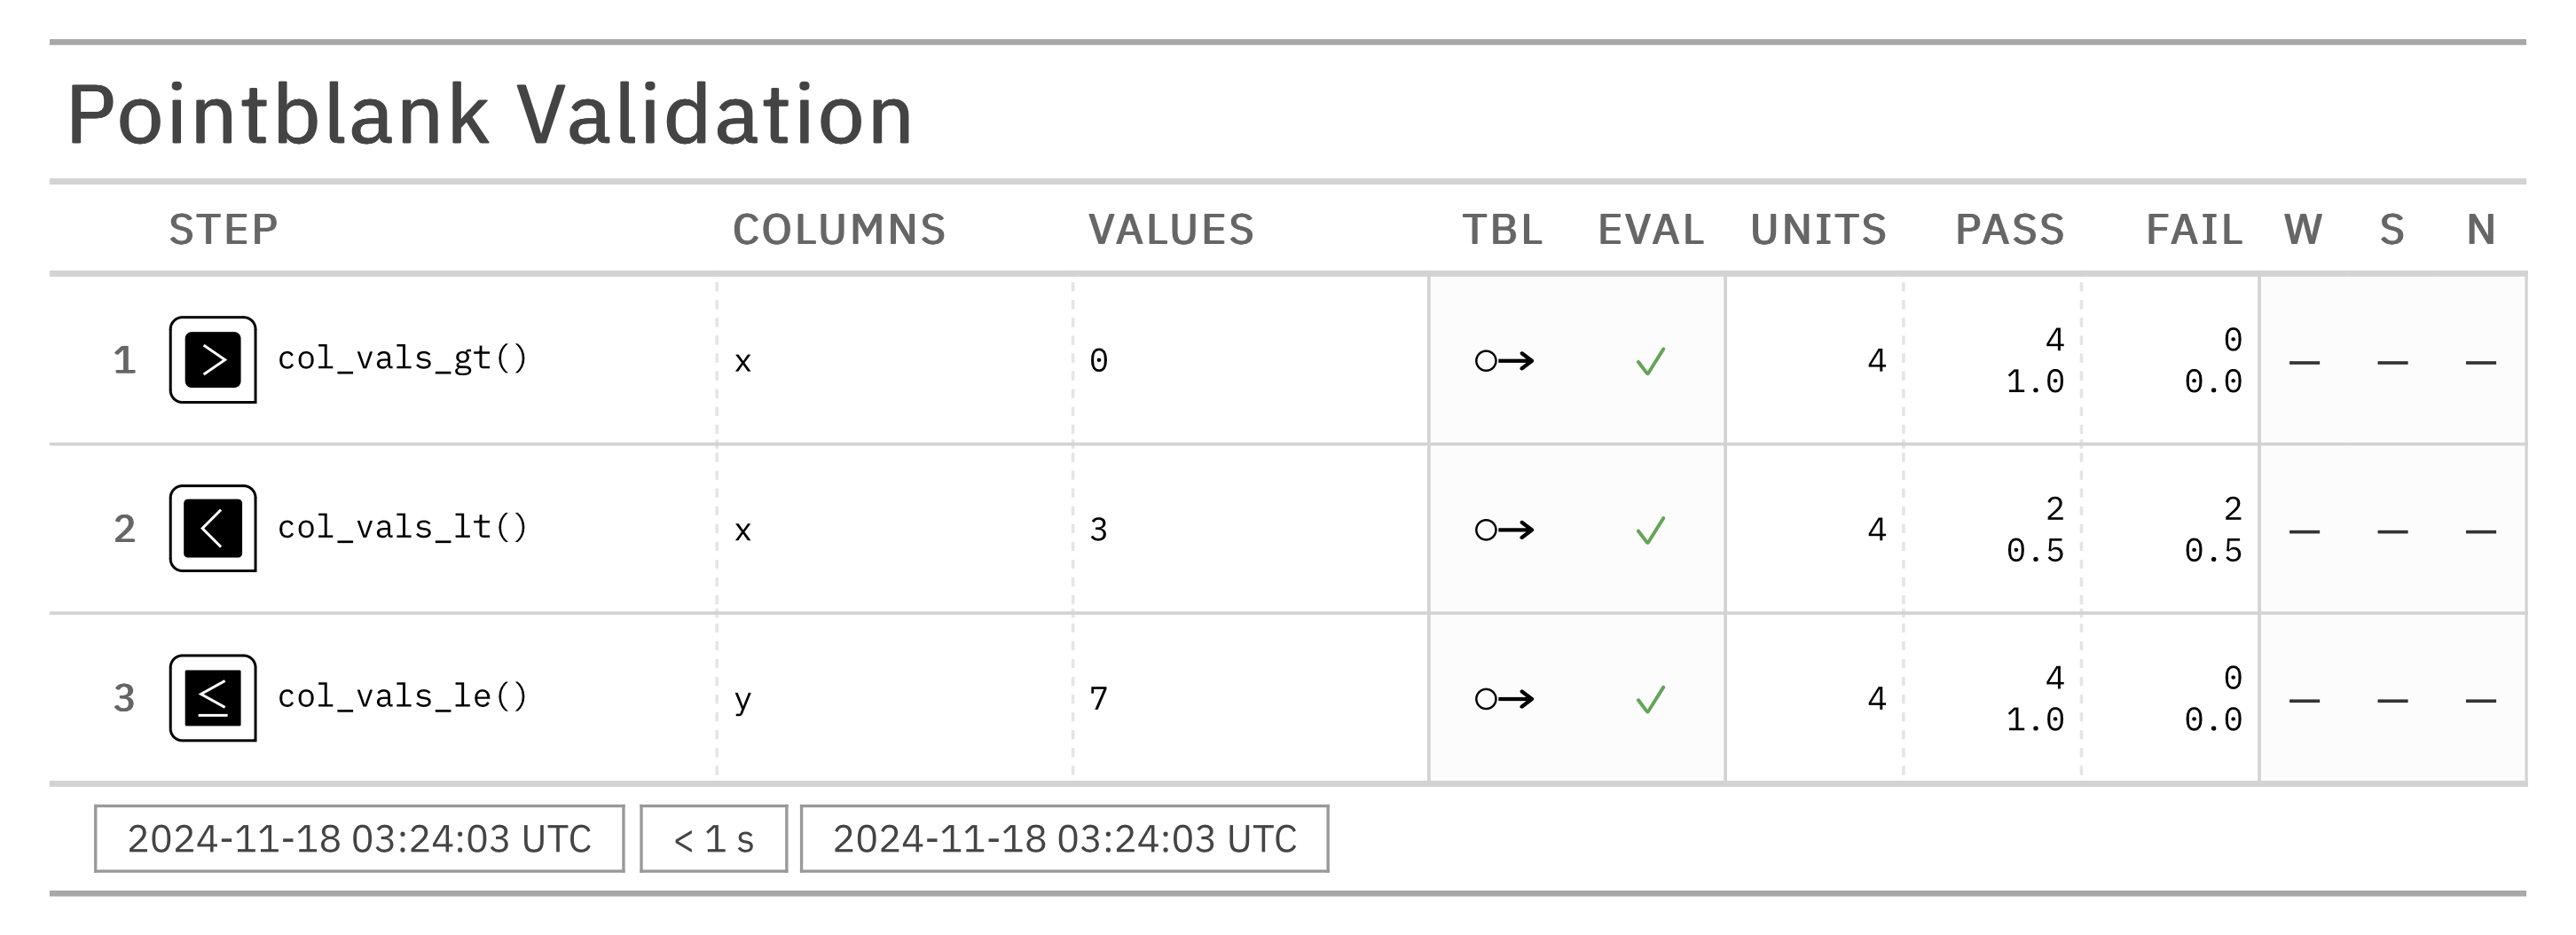 Pointblank Validation
STEP COLUMNS VALUES TBL EVAL UNITS PASS FAIL W S N
1 > col_vals_gt() x 0 ○→ ✓ 4 4 0 — — —
1.0 0.0
2 < col_vals_lt() x 3 ○→ ✓ 4 2 2 — — —
0.5 0.5
3 ≤ col_vals_le() y 7 ○→ ✓ 4 4 0 — — —
1.0 0.0
2024-11-18 03:24:03 UTC < 1 s 2024-11-18 03:24:03 UTC